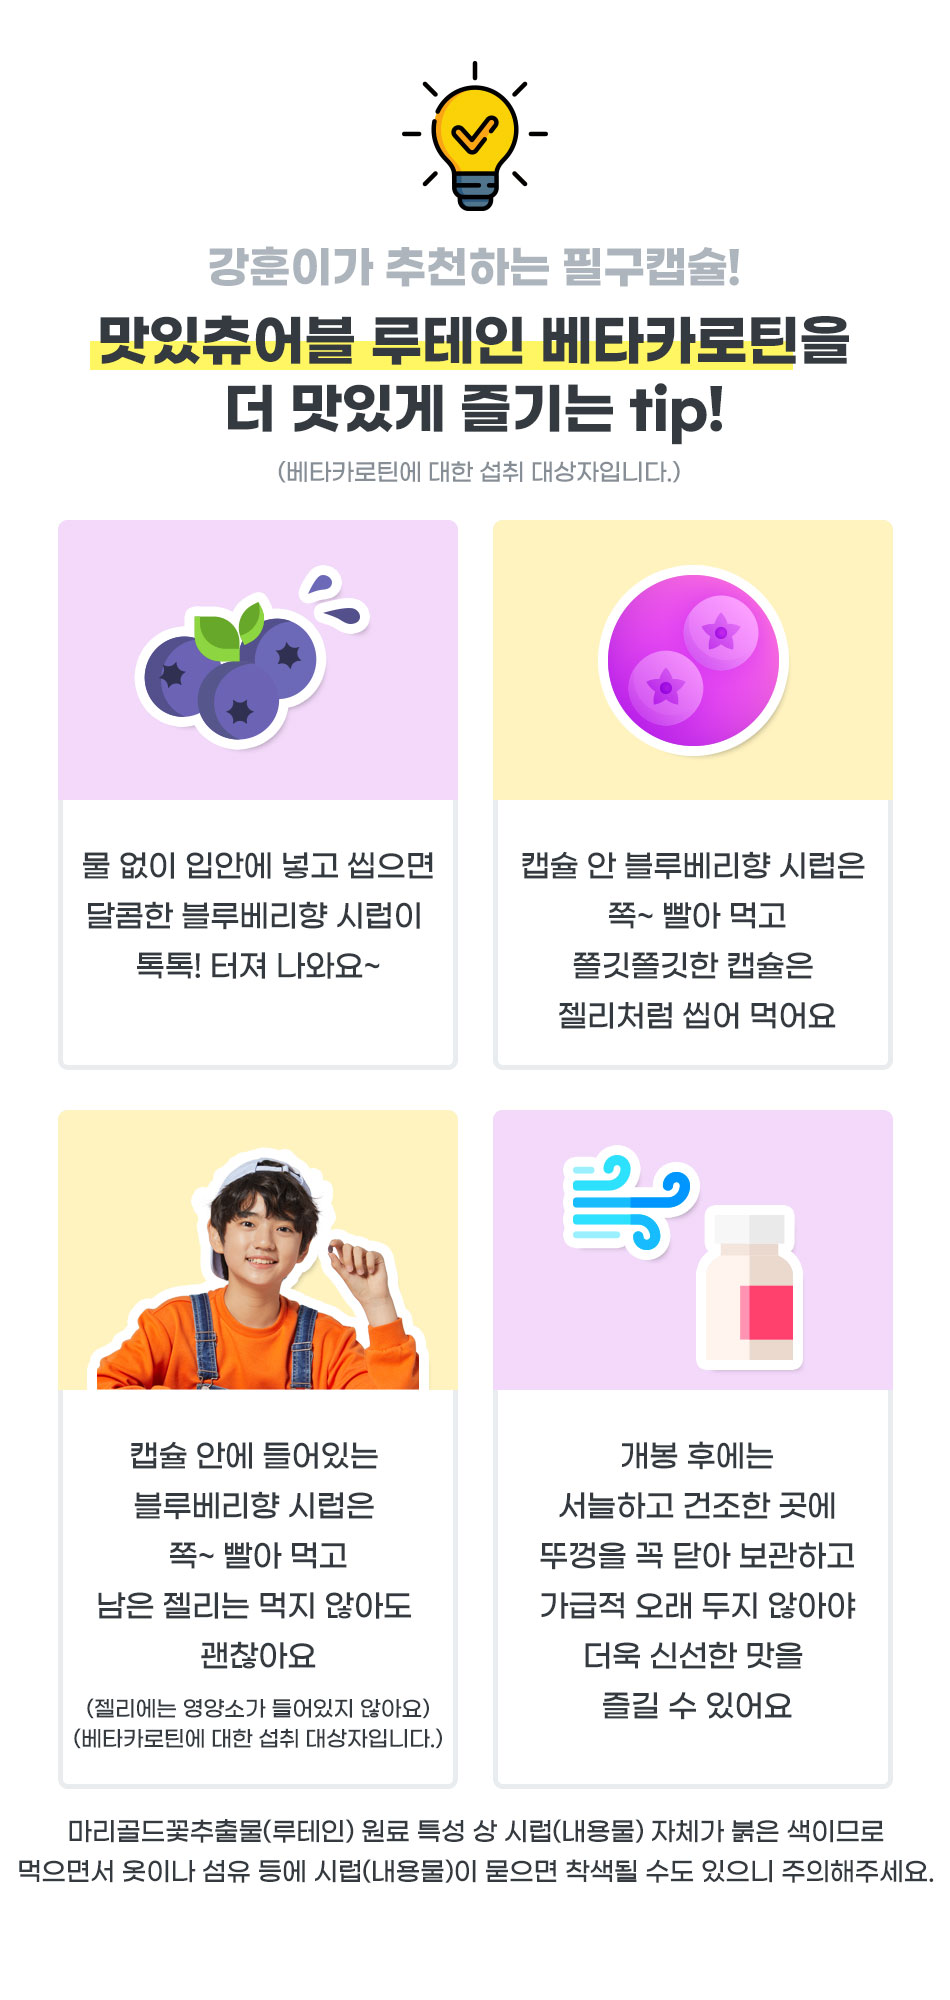 강훈이가 추천하는 필구캡슐!
맛있츄어블 루테인 베타카로틴을
더 맛있게 즐기는 tip!
(베타카로틴에 대한 섭취 대상자입니다.)
물 없이 입안에 넣고 씹으면
달콤한 블루베리향 시럽이
톡톡! 터져 나와요~
캡슐 안 블루베리향 시럽은
쪽~ 빨아 먹고
쫄깃쫄깃한 캡슐은
젤리처럼 씹어 먹어요
캡슐 안에 들어있는
블루베리향 시럽은
쪽~ 빨아 먹고
남은 젤리는 먹지 않아도
괜찮아요
(젤리에는 영양소가 들어있지 않아요)
(베타카로틴에 대한 섭취 대상자입니다.)
개봉 후에는
서늘하고 건조한 곳에
뚜껑을 꼭 닫아 보관하고
가급적 오래 두지 않아야
더욱 신선한 맛을
즐길 수 있어요
마리골드꽃추출물(루테인) 원료 특성 상 시럽(내용물) 자체가 붉은 색이므로
먹으면서 옷이나 섬유 등에 시럽(내용물)이 묻으면 착색될 수도 있으니 주의해주세요.